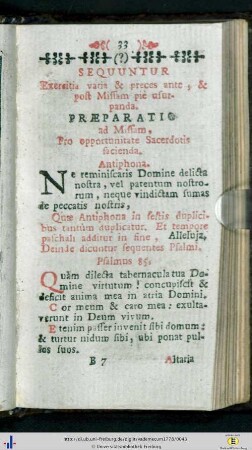 33
(?)
SEQUUNTUR
Exercitia varia & preces ante, &
post Missam piè usur-
panda.
PRÆPARATIO
ad Missam,
Pro opportunitate Sacerdotis
facienda.
Antiphona.
Ne reminiscaris Domine delicta
nostra, vel parentum nostro-
rum, neque vindictam sumas
de peccatis nostris,
Quæ Antiphona in festis duplici-
bus tantùm duplicatur. Et tempore
paschali additur in fine, Alleluja,
Deinde dicuntur sequentes Psalmi.
Psalmus 85.
Quàm dilecta tabernacula tua Do-
mine virtutum! concupiscit &
deficit anima mea in atria Domini.
Cor meum & caro mea: exulta-
verunt in Deum vivum.
Etenim passer invenit sibi domum:
& turtur nidum sibi, ubi ponat pul-
los suos.
B 7 Altaria